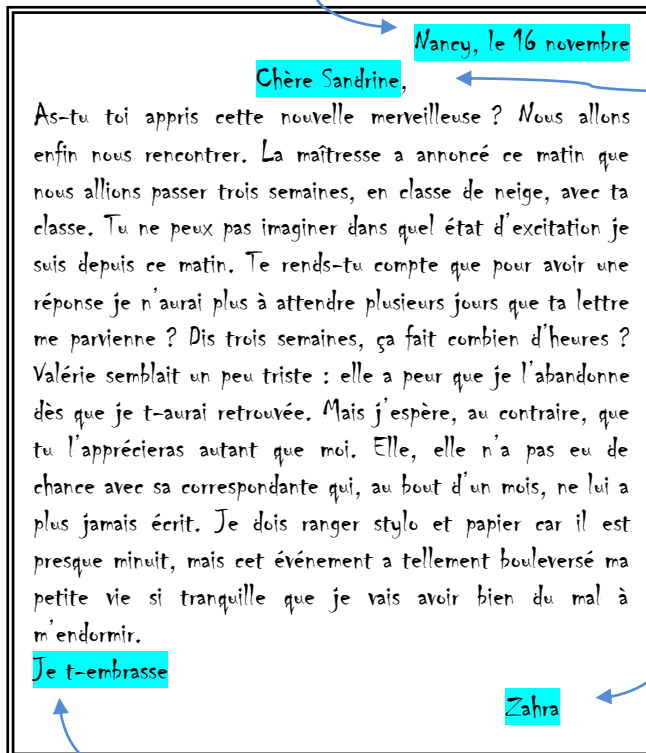 Nancy, le 16 novembre
Chère Sandrine,
As-tu toi appris cette nouvelle merveilleuse ? Nous allons
enfin nous rencontrer. La maîtresse a annoncé ce matin que
nous allions passer trois semaines, en classe de neige, avec ta
classe. Tu ne peux pas imaginer dans quel état d'excitation je
suis depuis ce matin. Te rends-tu compte que pour avoir une
réponse je n'aurai plus à attendre plusieurs jours que ta lettre
me parvienne ? Dis trois semaines, ça fait combien d'heures ?
Valérie semblait un peu triste : elle a peur que je l'abandonne
dès que je t-aurai retrouvée. Mais j'espère, au contraire, que
tu l'apprécieras autant que moi. Elle, elle n'a pas eu de
chance avec sa correspondante qui, au bout d'un mois, ne lui a
plus jamais écrit. Je dois ranger stylo et papier car il est
presque minuit, mais cet événement a tellement bouleversé ma
petite vie si tranquille que je vais avoir bien du mal à
m'endormir.
Je t-embrasse
Zahra